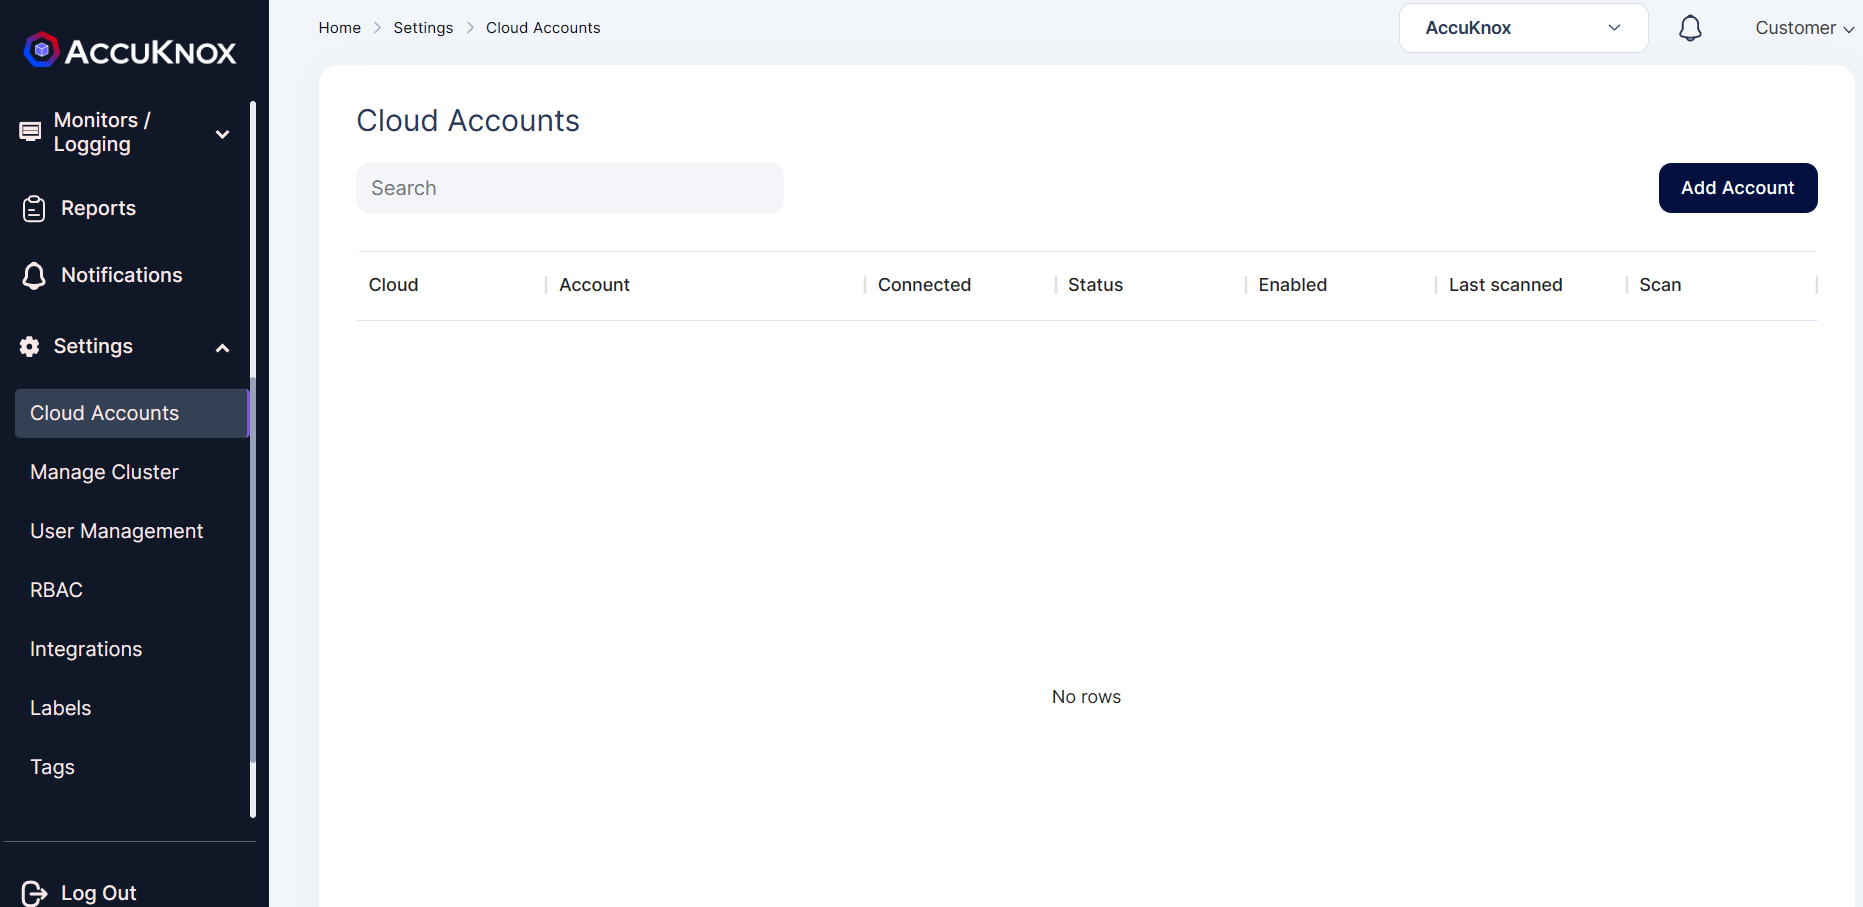 ACCUKNOX
Monitors /
Logging
Reports
Notifications
Settings
Cloud Accounts
Manage Cluster
User Management
RBAC
Integrations
Labels
Tags
Log Out
Home > Settings > Cloud Accounts
AccuKnox
Customer
Cloud Accounts
Search
Add Account
Cloud Account Connected Status Enabled Last scanned Scan
No rows